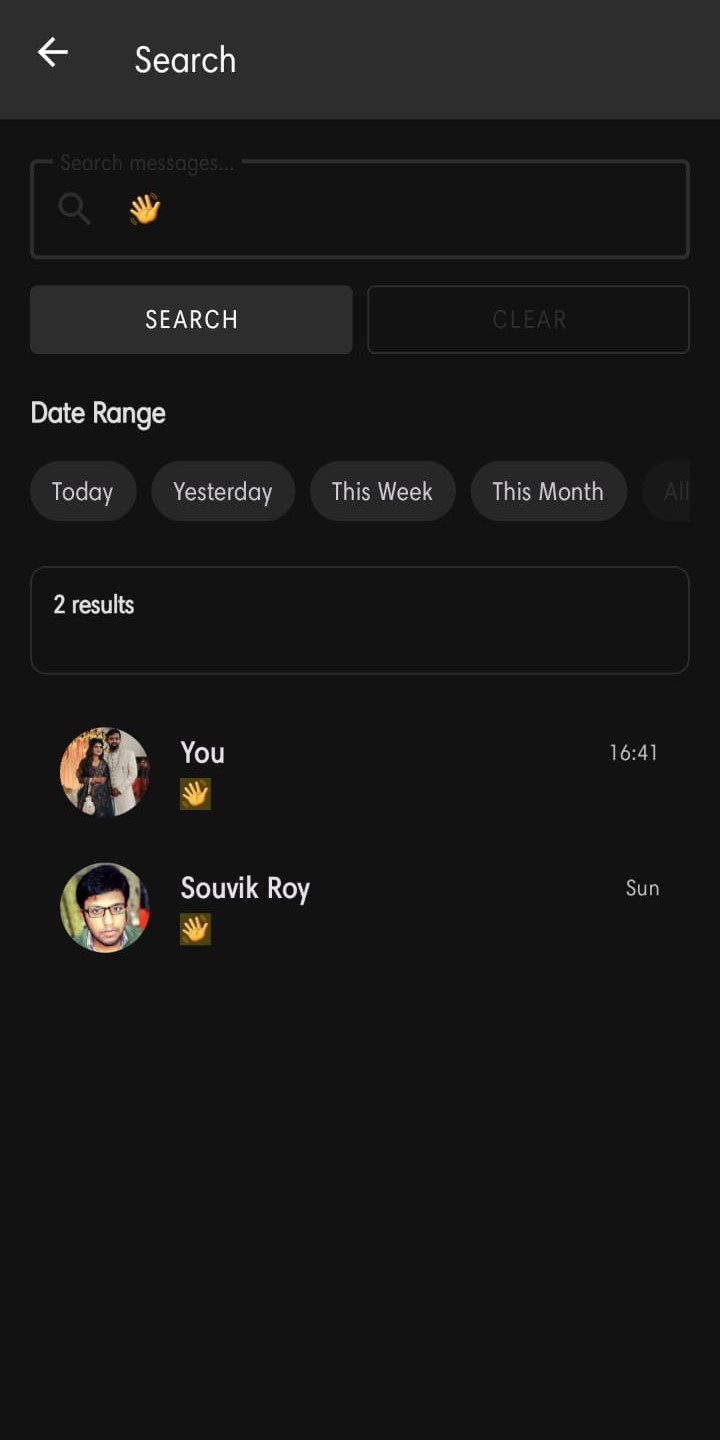 Search
Search messages...
👋
SEARCH CLEAR
Date Range
Today Yesterday This Week This Month All
2 results
You 16:41
👋
Souvik Roy Sun
👋